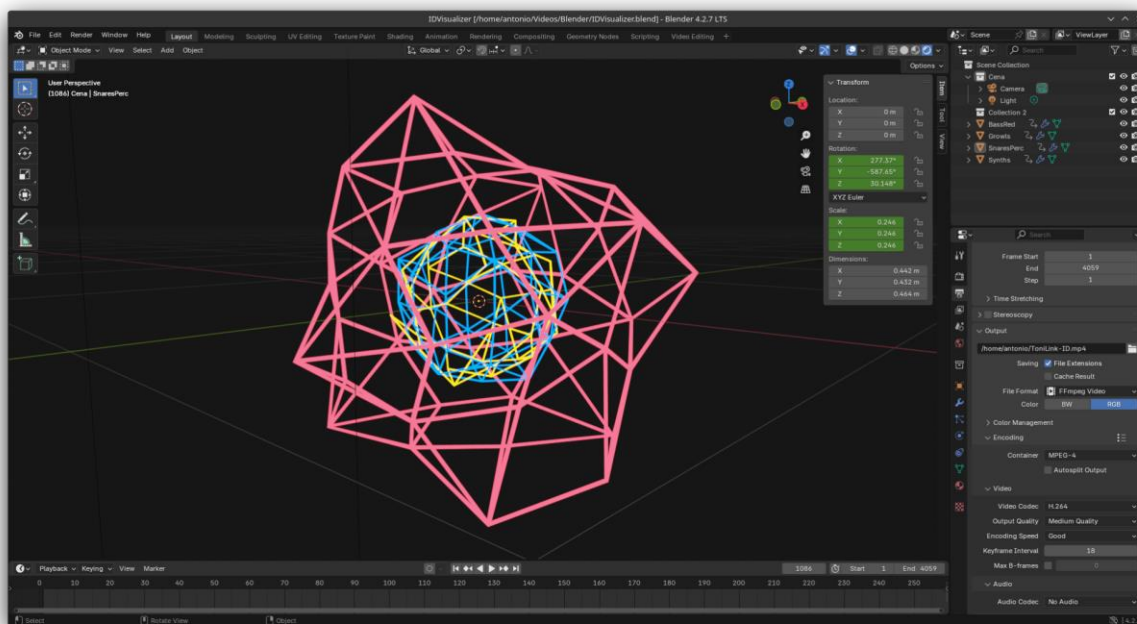 IDVisualizer [/home/antonio/Videos/Blender/IDVisualizer.blend] - Blender 4.2.7 LTS
File Edit Render Window Help Layout Modeling Sculpting UV Editing Texture Paint Shading Animation Rendering Compositing Geometry Nodes Scripting Video Editing + Scene ViewLayer
Object Mode View Select Add Object Global Search
Options
User Perspective
(1086) Cena | SnaresPerc
Z
X
Item
Tool
View
Transform
Location:
X 0 m
Y 0 m
Z 0 m
Rotation:
X 277.37°
Y -587.65°
Z 30.148°
XYZ Euler
Scale:
X 0.246
Y 0.246
Z 0.246
Dimensions:
X 0.442 m
Y 0.432 m
Z 0.464 m
Scene Collection
Cena
Camera
Light
Collection 2
BassRed
Growls
SnaresPerc
Synths
Search
Frame Start 1
End 4059
Step 1
Time Stretching
Stereoscopy
Output
/home/antonio/ToniLink-ID.mp4
Saving File Extensions
Cache Result
File Format FFmpeg Video
Color BW RGB
Color Management
Encoding
Container MPEG-4
Autosplit Output
Video
Video Codec H.264
Output Quality Medium Quality
Encoding Speed Good
Keyframe Interval 18
Max B-frames 0
Audio
Audio Codec No Audio
Playback Keying View Marker 1086 Start 1 End 4059
0 10 20 30 40 50 60 70 80 90 100 110 120 130 140 150 160 170 180 190 200 210 220 230 240 250
Select Rotate View Object